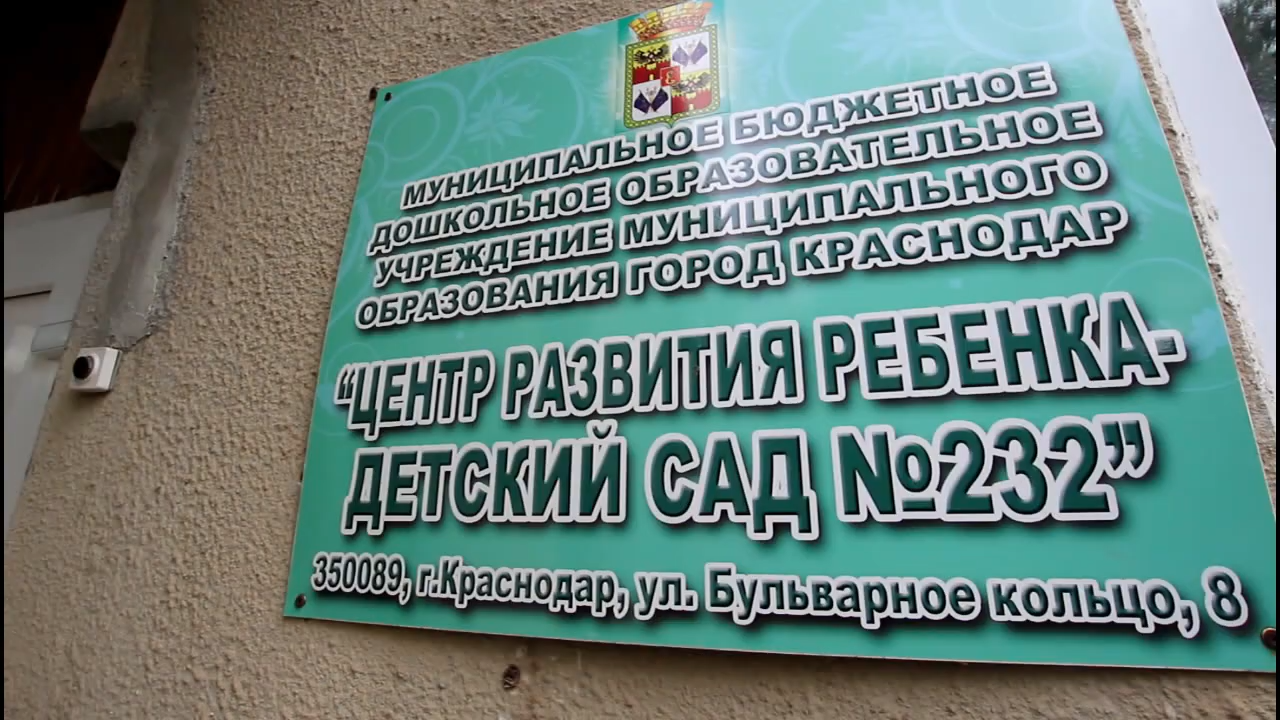 МУНИЦИПАЛЬНОЕ БЮДЖЕТНОЕ
ДОШКОЛЬНОЕ ОБРАЗОВАТЕЛЬНОЕ
УЧРЕЖДЕНИЕ МУНИЦИПАЛЬНОГО
ОБРАЗОВАНИЯ ГОРОД КРАСНОДАР
“ЦЕНТР РАЗВИТИЯ РЕБЕНКА-
ДЕТСКИЙ САД №232”
350089, г.Краснодар, ул. Бульварное кольцо, 8